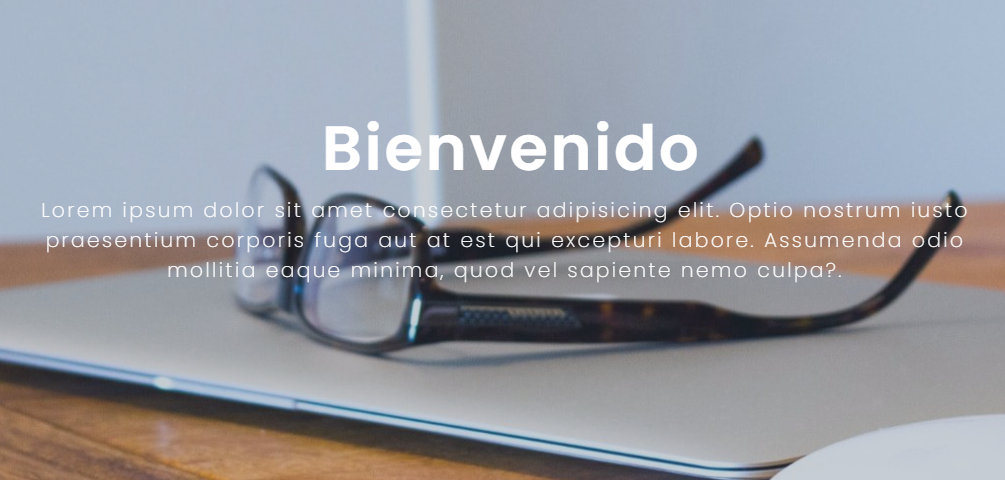 Bienvenido
Lorem ipsum dolor sit amet consectetur adipisicing elit. Optio nostrum iusto
praesentium corporis fuga aut at est qui excepturi labore. Assumenda odio
mollitia eaque minima, quod vel sapiente nemo culpa?.